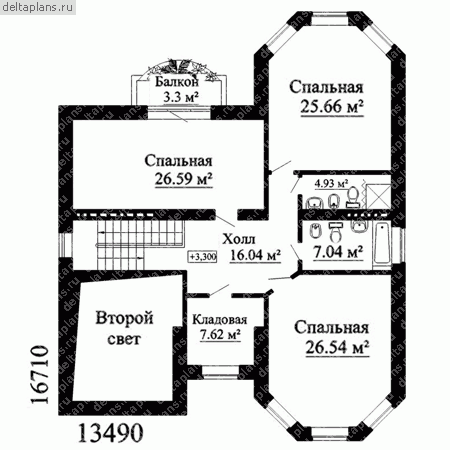 deltaplans.ru
Балкон
3.3 м²
Спальная
25.66 м²
Спальная
26.59 м²
4.93 м²
Холл
16.04 м²
+3,300
7.04 м²
Второй
свет
Кладовая
7.62 м²
Спальная
26.54 м²
16710
13490